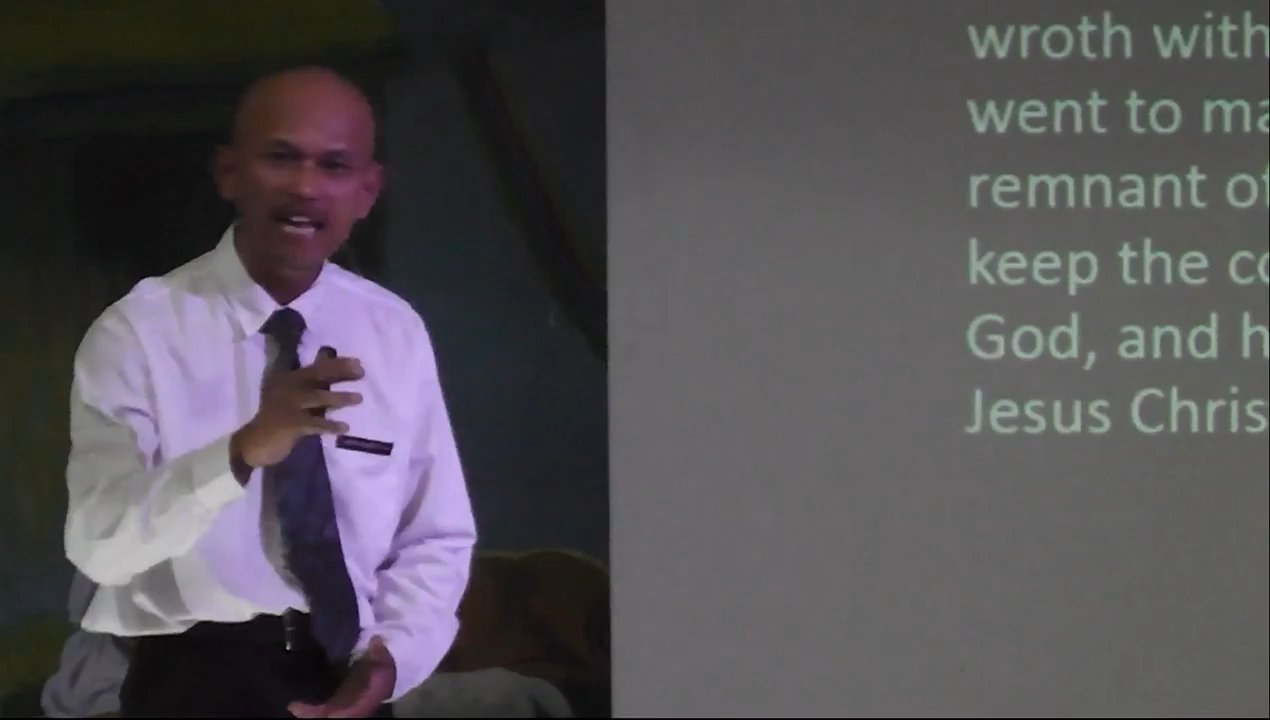 wroth with
went to ma
remnant of
keep the co
God, and h
Jesus Chris